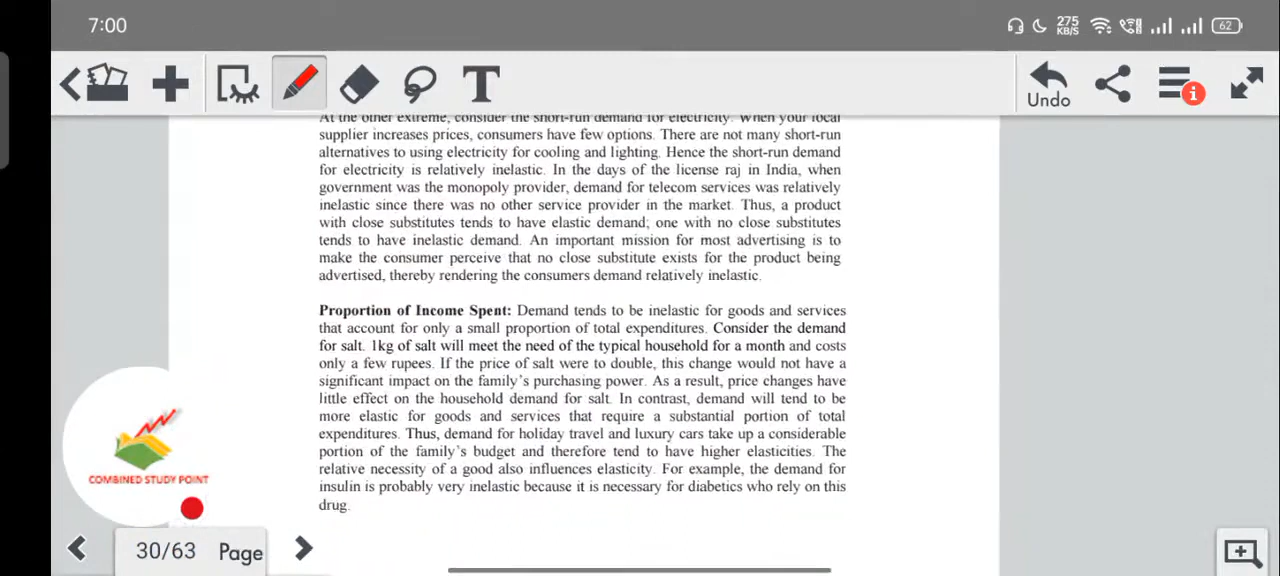 7:00
275
KB/S
62
T
Undo
At the other extreme, consider the short-run demand for electricity. When your local
supplier increases prices, consumers have few options. There are not many short-run
alternatives to using electricity for cooling and lighting. Hence the short-run demand
for electricity is relatively inelastic. In the days of the license raj in India, when
government was the monopoly provider, demand for telecom services was relatively
inelastic since there was no other service provider in the market. Thus, a product
with close substitutes tends to have elastic demand; one with no close substitutes
tends to have inelastic demand. An important mission for most advertising is to
make the consumer perceive that no close substitute exists for the product being
advertised, thereby rendering the consumers demand relatively inelastic.
Proportion of Income Spent: Demand tends to be inelastic for goods and services
that account for only a small proportion of total expenditures. Consider the demand
for salt. 1kg of salt will meet the need of the typical household for a month and costs
only a few rupees. If the price of salt were to double, this change would not have a
significant impact on the family's purchasing power. As a result, price changes have
little effect on the household demand for salt. In contrast, demand will tend to be
more elastic for goods and services that require a substantial portion of total
expenditures. Thus, demand for holiday travel and luxury cars take up a considerable
portion of the family's budget and therefore tend to have higher elasticities. The
relative necessity of a good also influences elasticity. For example, the demand for
insulin is probably very inelastic because it is necessary for diabetics who rely on this
drug.
COMBINED STUDY POINT
30/63 Page